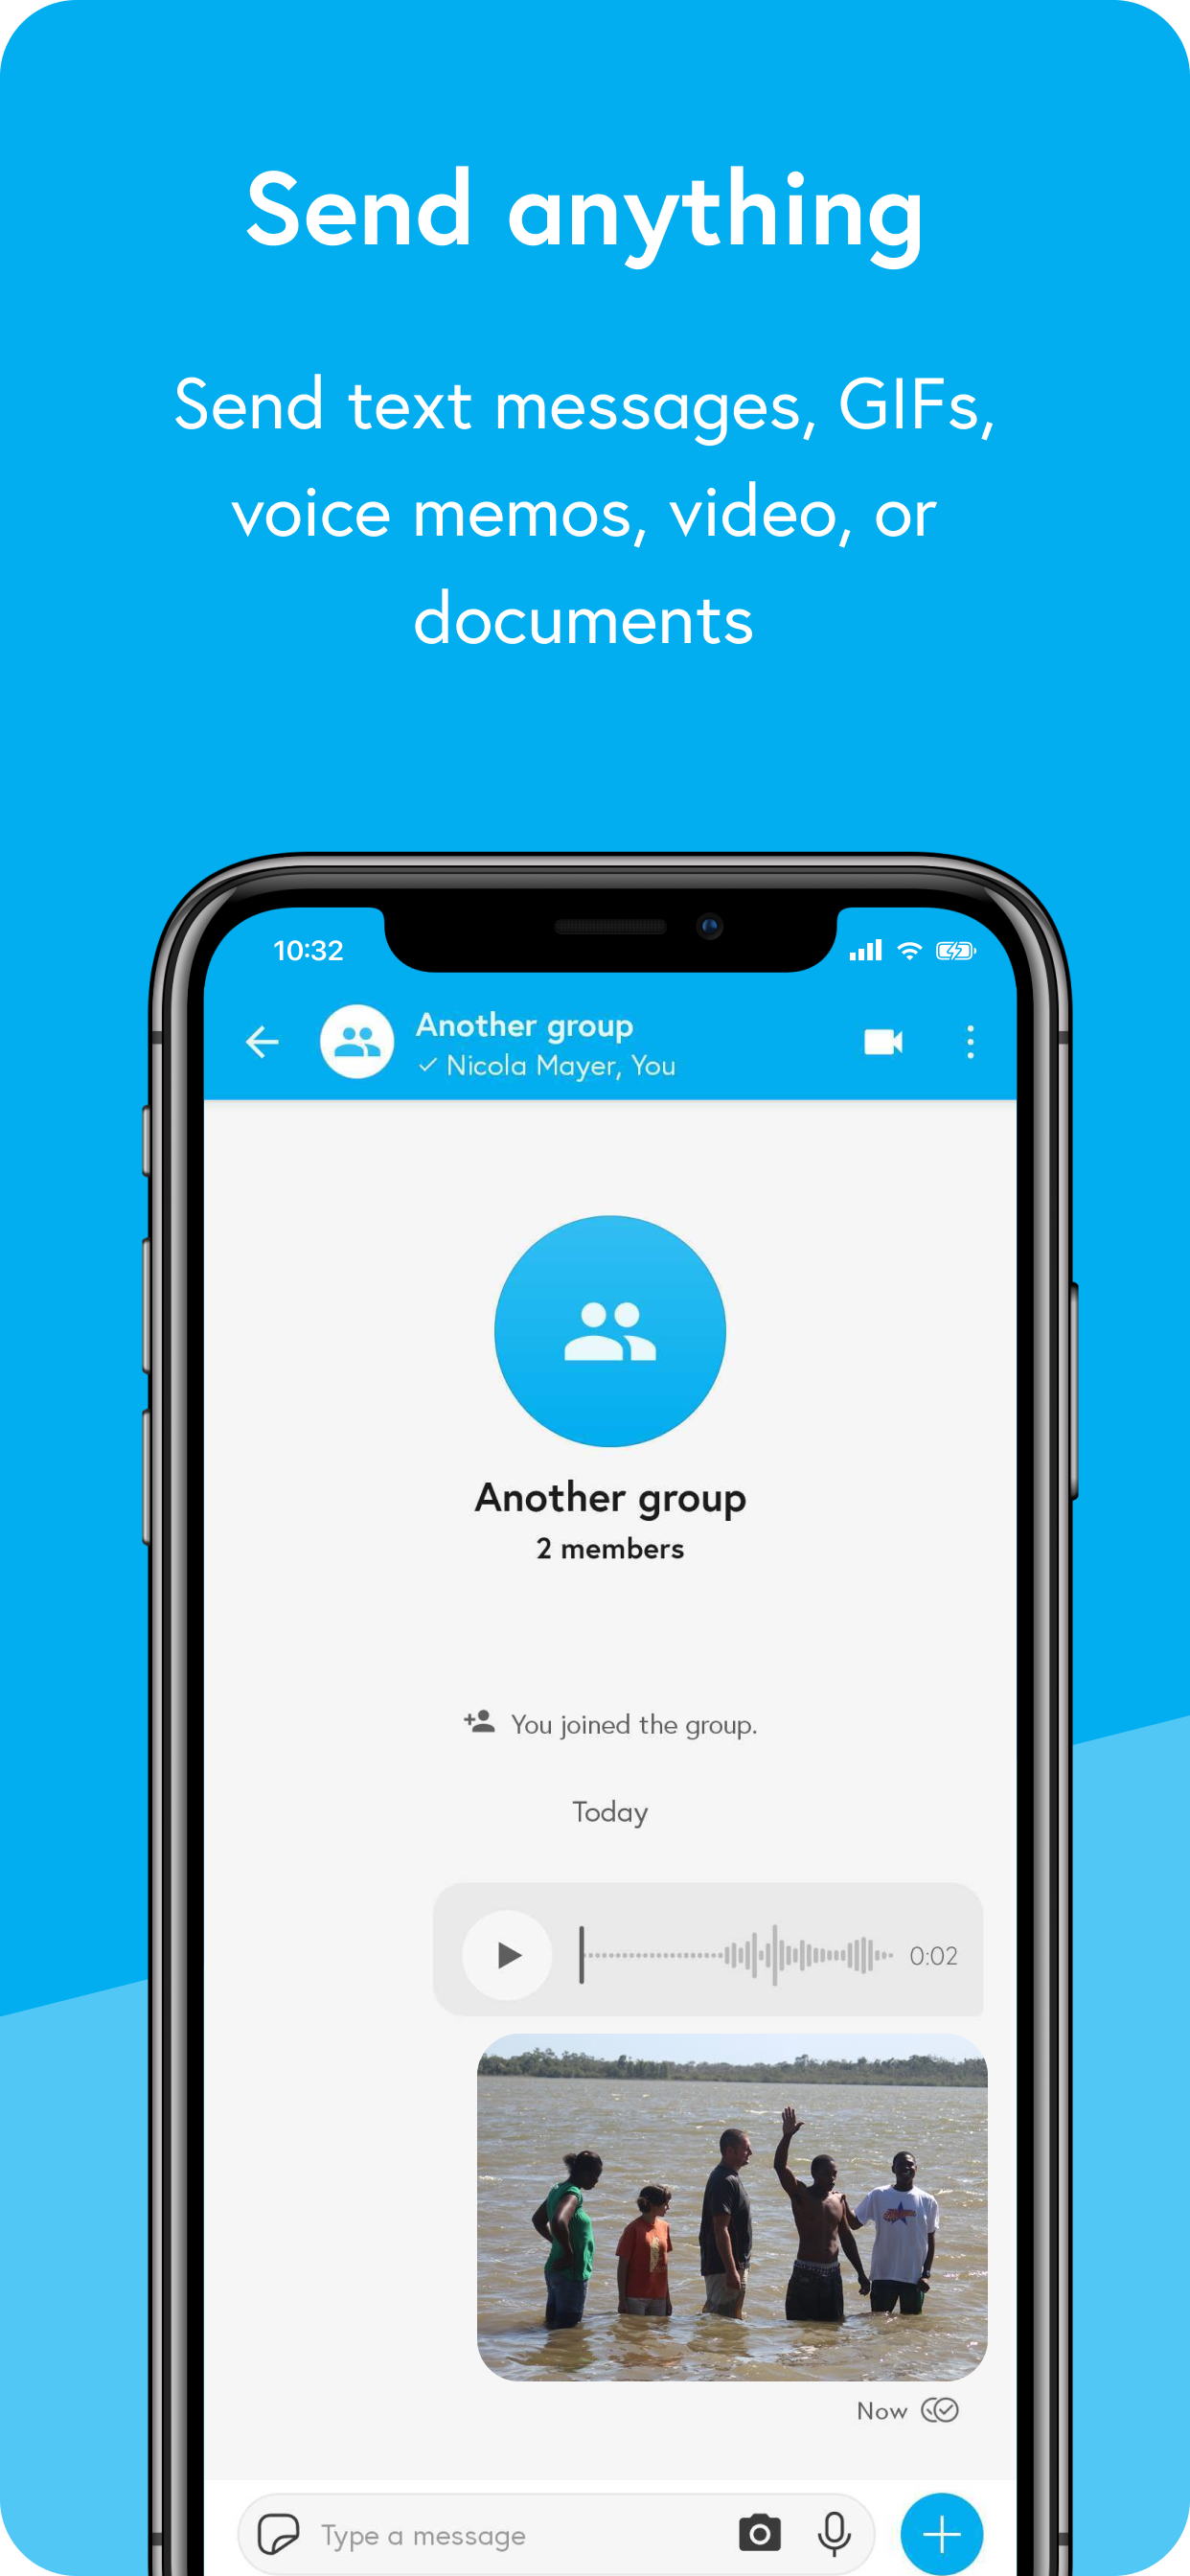 Send anything
Send text messages, GIFs,
voice memos, video, or
documents
10:32
Another group
Nicola Mayer, You
Another group
2 members
You joined the group.
Today
0:02
Now
Type a message